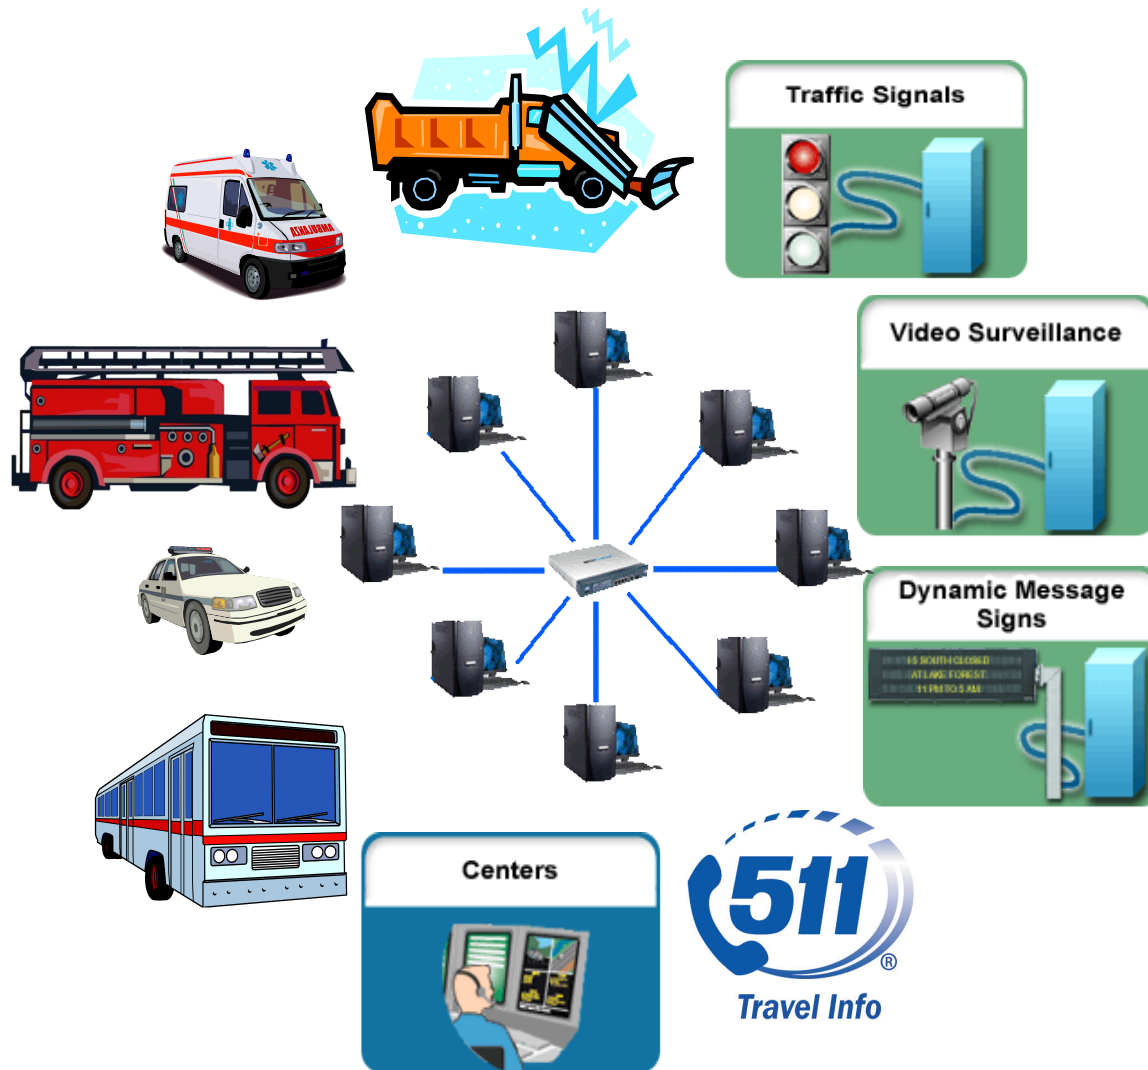 Traffic Signals
AMBULANZA
Video Surveillance
Dynamic Message
Signs
I-5 SOUTH CLOSED
AT LAKE FOREST
11 PM TO 5 AM
Centers
511
®
Travel Info